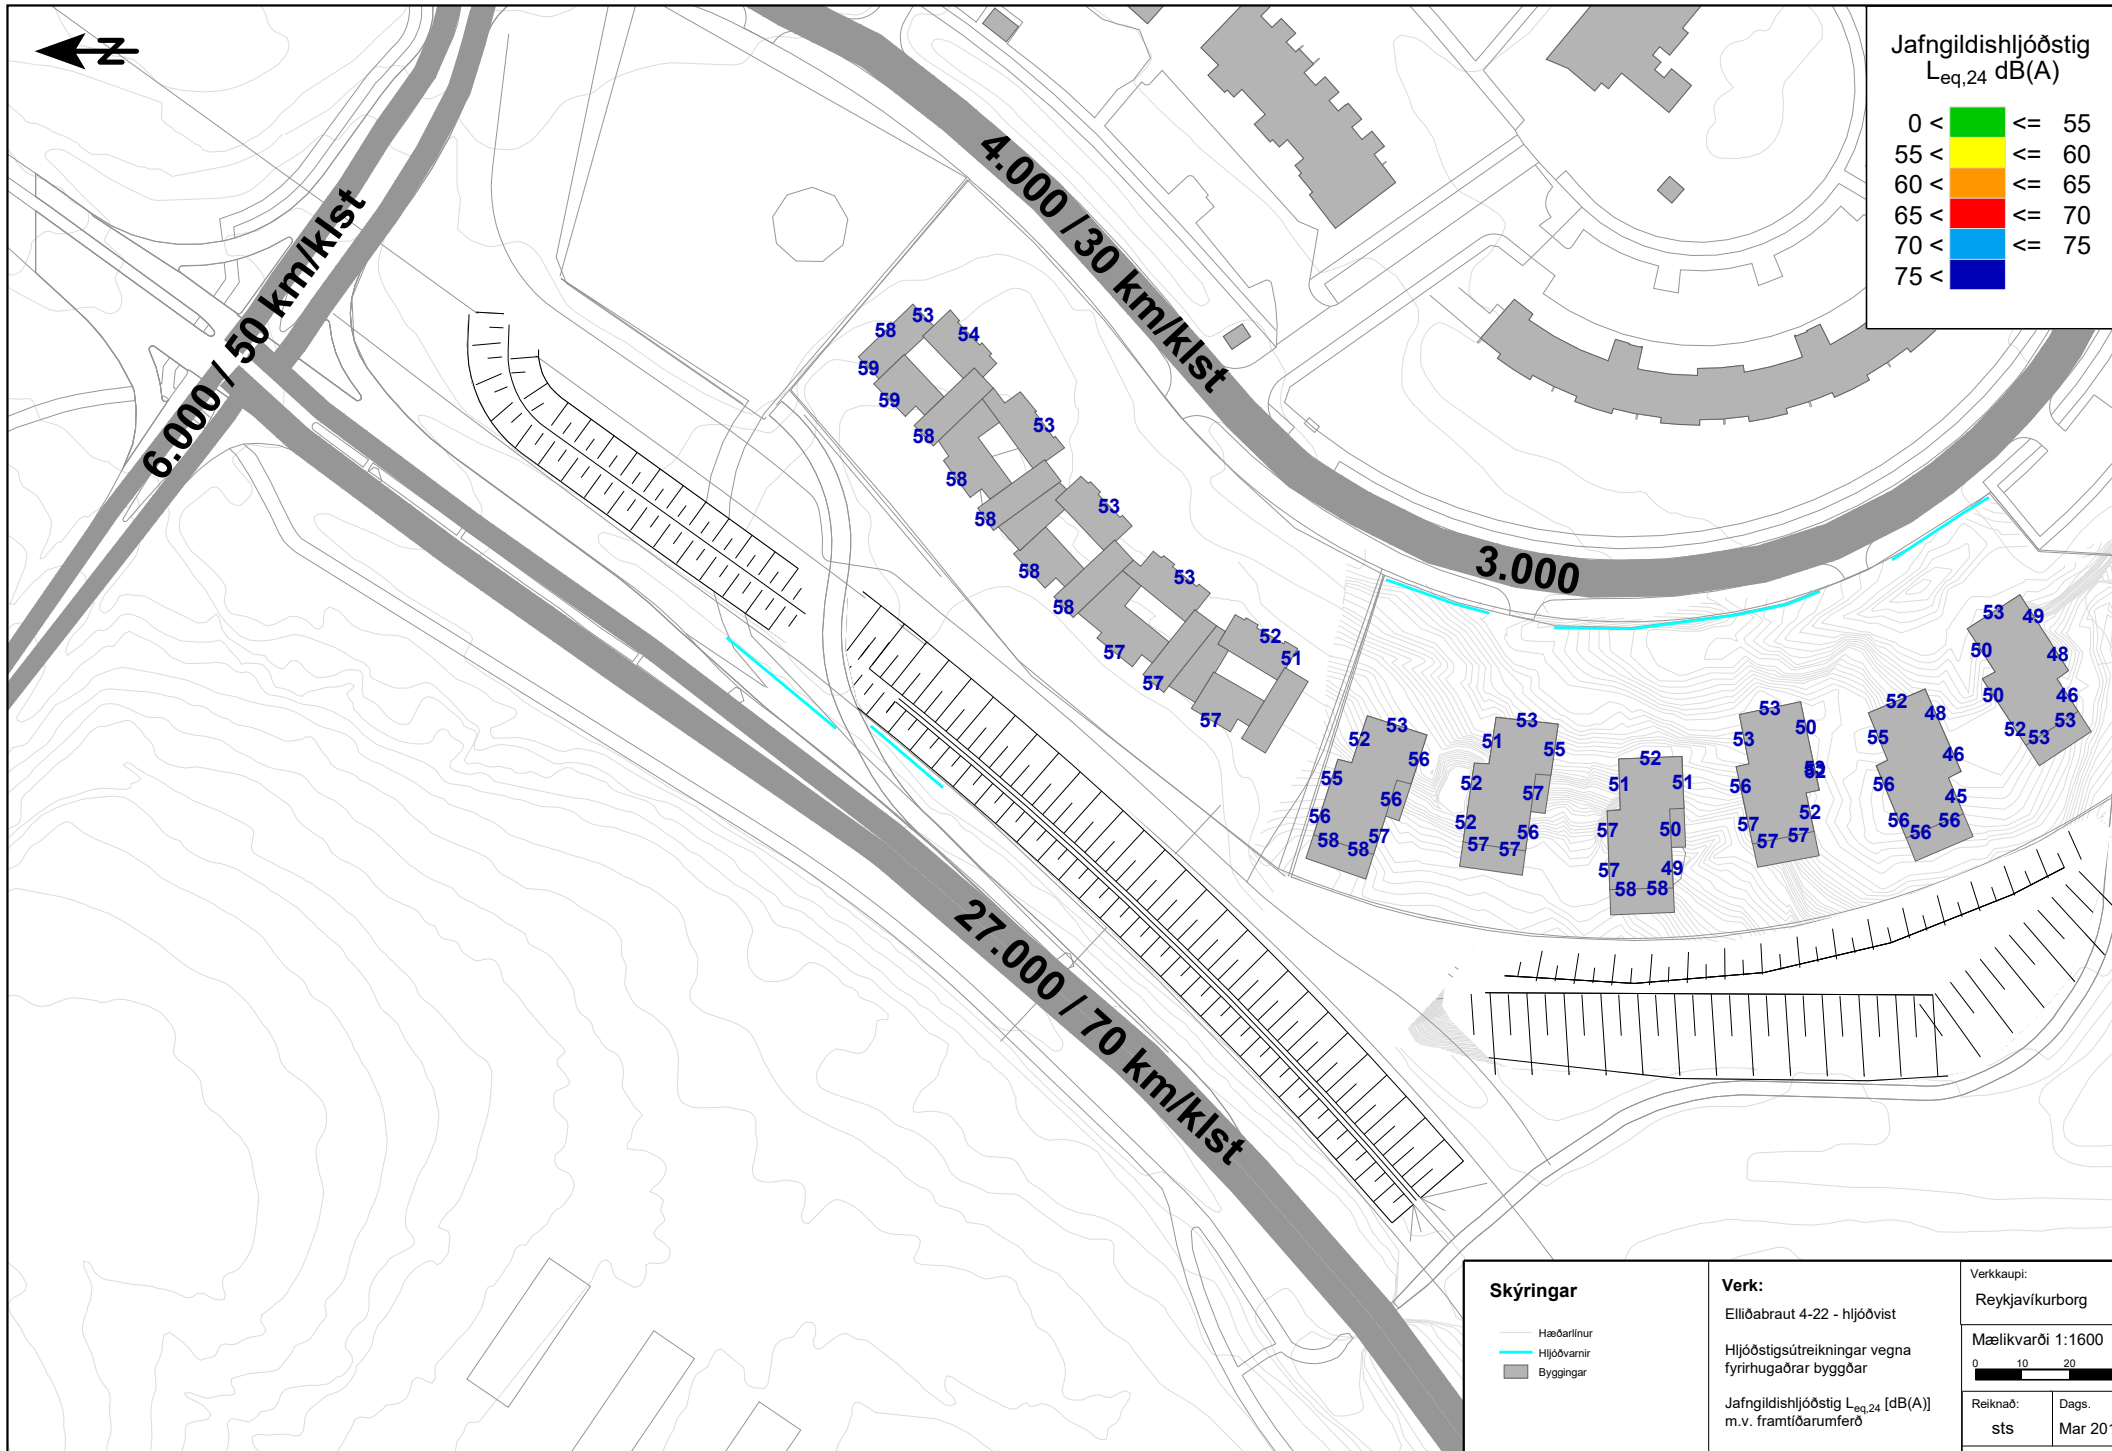 N
Jafngildishljóðstig
Leq,24 dB(A)
0 < <= 55
55 < <= 60
60 < <= 65
65 < <= 70
70 < <= 75
75 <
6.000 / 50 km/klst
4.000 / 30 km/klst
3.000
27.000 / 70 km/klst
53
58
54
59
59
58
53
58
58
53
58
58
53
57
57
52
51
57
53
52
56
55
56
56
57
58
58
53
51
55
52
57
52
56
57
57
52
51
51
57
50
57
49
58
58
53
50
53
53
52
56
52
57
57
57
52
48
55
46
56
45
56
56
56
53
49
50
48
50
46
52
53
53
Skýringar
Hæðarlínur
Hljóðvarnir
Byggingar
Verk:
Elliðabraut 4-22 - hljóðvist
Hljóðstigsútreikningar vegna
fyrirhugaðrar byggðar
Jafngildishljóðstig Leq,24 [dB(A)]
m.v. framtíðarumferð
Verkkaupi:
Reykjavíkurborg
Mælikvarði 1:1600
0 10 20
Reiknað:
sts
Dags.
Mar 201